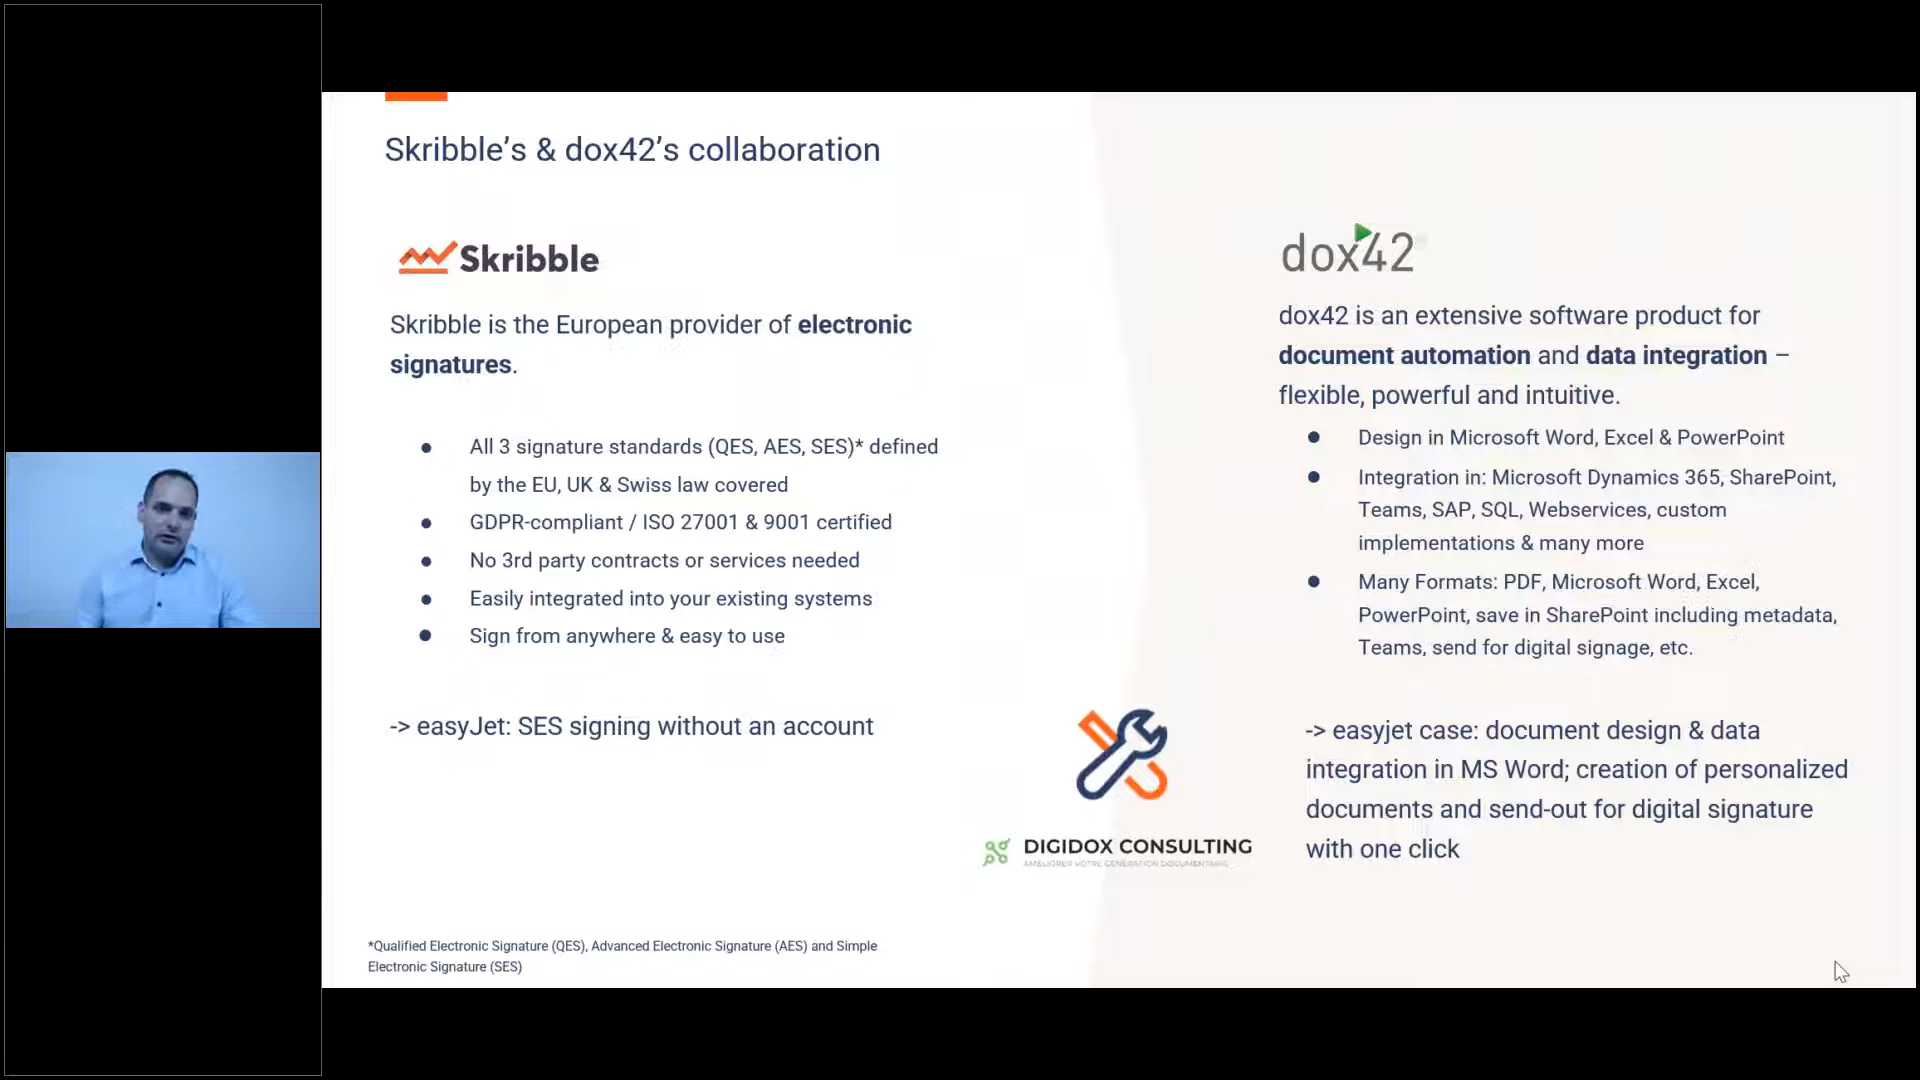 Skribble’s & dox42’s collaboration
Skribble
Skribble is the European provider of electronic
signatures.
● All 3 signature standards (QES, AES, SES)* defined
by the EU, UK & Swiss law covered
● GDPR-compliant / ISO 27001 & 9001 certified
● No 3rd party contracts or services needed
● Easily integrated into your existing systems
● Sign from anywhere & easy to use
-> easyJet: SES signing without an account
*Qualified Electronic Signature (QES), Advanced Electronic Signature (AES) and Simple
Electronic Signature (SES)
DIGIDOX CONSULTING
AMELIORER VOTRE GENERATION DOCUMENTAIRE
dox42
dox42 is an extensive software product for
document automation and data integration –
flexible, powerful and intuitive.
● Design in Microsoft Word, Excel & PowerPoint
● Integration in: Microsoft Dynamics 365, SharePoint,
Teams, SAP, SQL, Webservices, custom
implementations & many more
● Many Formats: PDF, Microsoft Word, Excel,
PowerPoint, save in SharePoint including metadata,
Teams, send for digital signage, etc.
-> easyjet case: document design & data
integration in MS Word; creation of personalized
documents and send-out for digital signature
with one click